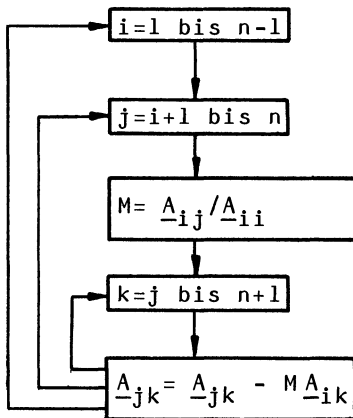 i=1 bis n-1
j=i+1 bis n
M= A_ij/A_ii
k=j bis n+1
A_jk= A_jk - M A_ik